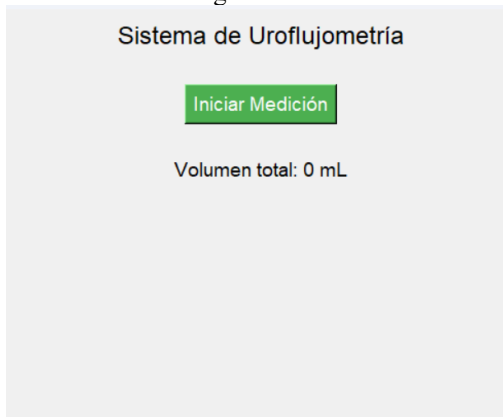 Sistema de Uroflujometría
Iniciar Medición
Volumen total: 0 mL